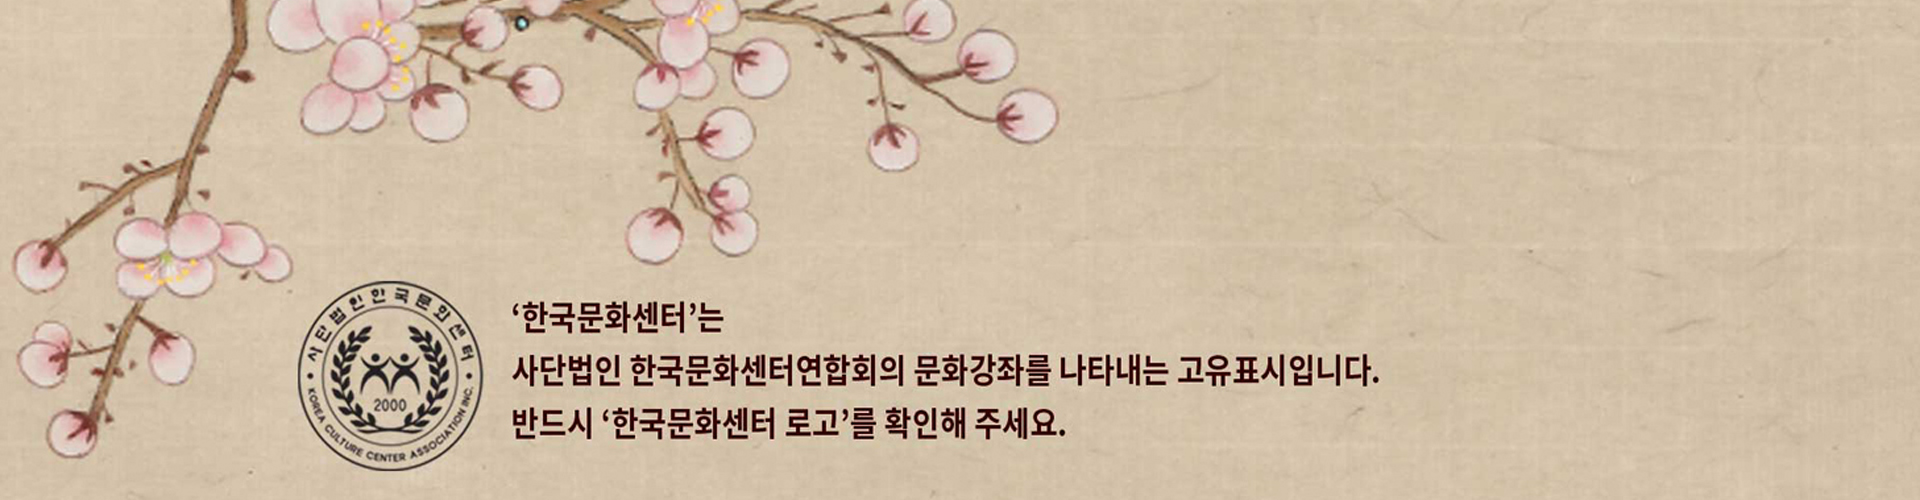 사단법인한국문화센터
2000
KOREA CULTURE CENTER ASSOCIATION INC.
‘한국문화센터’는
사단법인 한국문화센터연합회의 문화강좌를 나타내는 고유표시입니다.
반드시 ‘한국문화센터 로고’를 확인해 주세요.